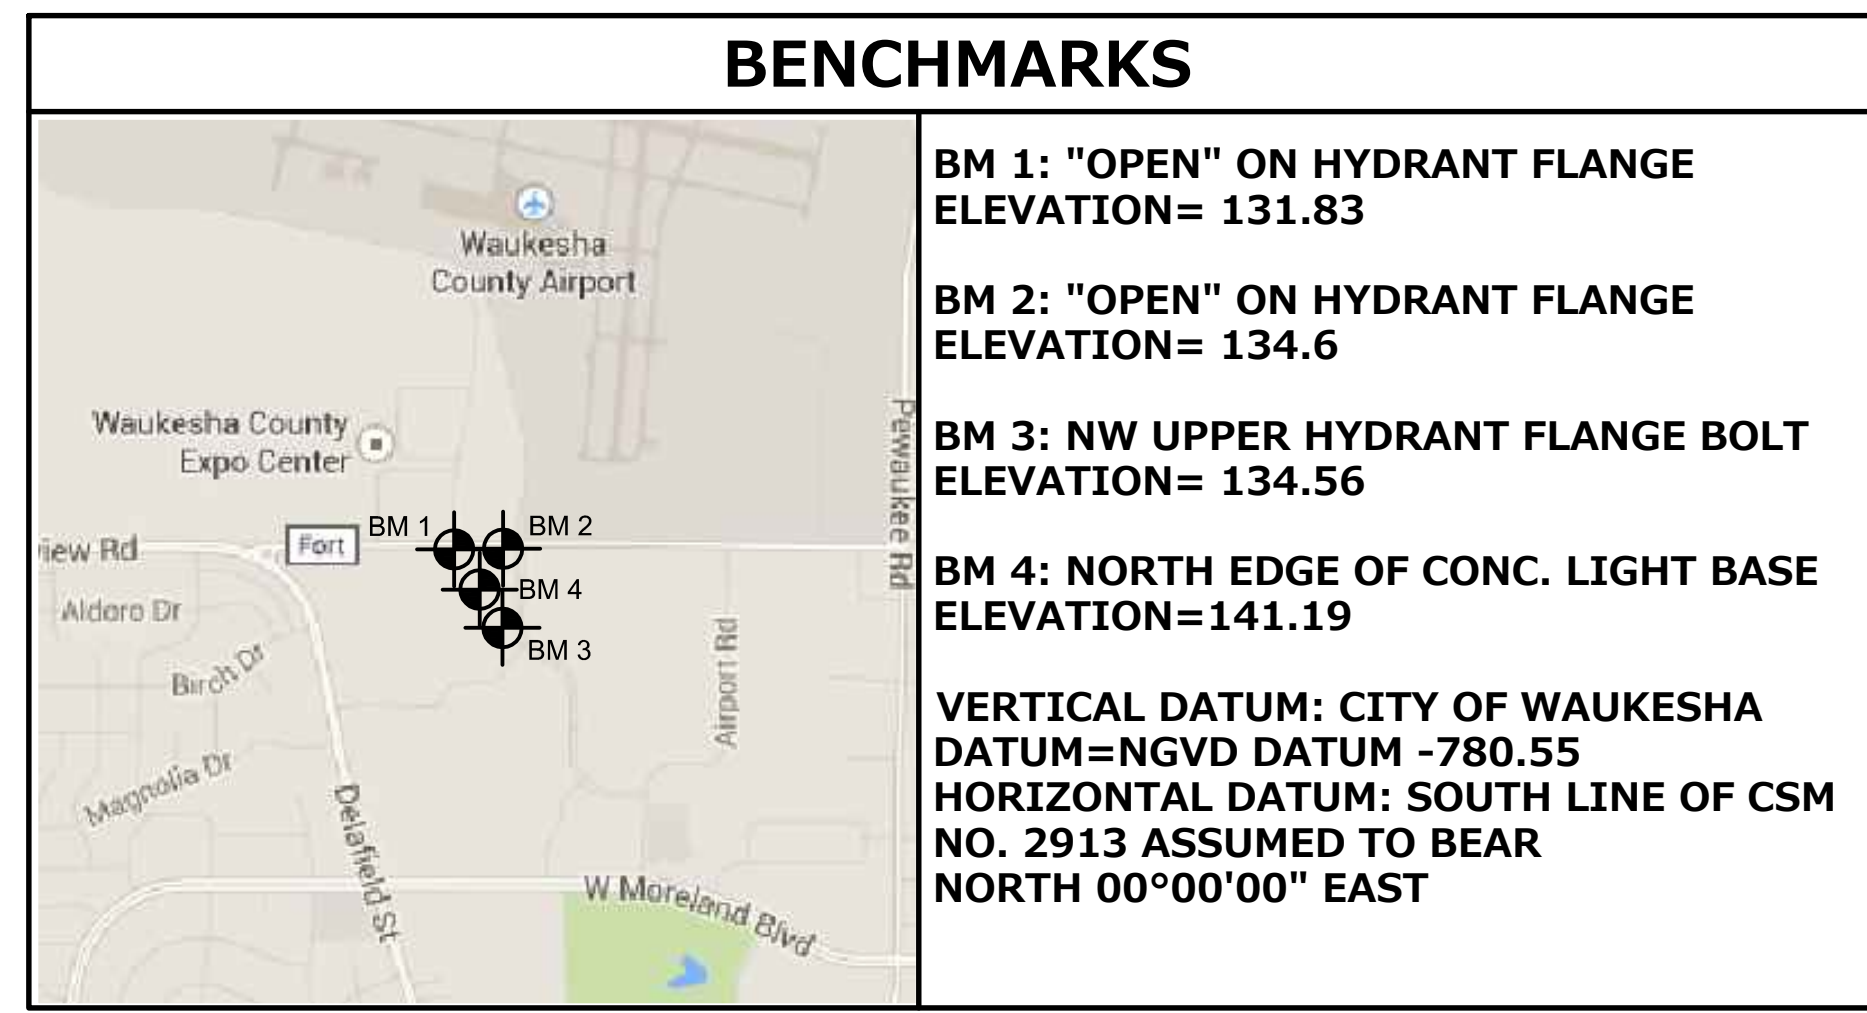 BENCHMARKS
Waukesha
County Airport
Waukesha County
Expo Center
Pewaukee Rd
BM 1
BM 2
Fort
view Rd
BM 4
Aldoro Dr
BM 3
Birch Dr
Airport Rd
Magnolia Dr
Delafield St
W Moreland Blvd
BM 1: "OPEN" ON HYDRANT FLANGE
ELEVATION= 131.83
BM 2: "OPEN" ON HYDRANT FLANGE
ELEVATION= 134.6
BM 3: NW UPPER HYDRANT FLANGE BOLT
ELEVATION= 134.56
BM 4: NORTH EDGE OF CONC. LIGHT BASE
ELEVATION=141.19
VERTICAL DATUM: CITY OF WAUKESHA
DATUM=NGVD DATUM -780.55
HORIZONTAL DATUM: SOUTH LINE OF CSM
NO. 2913 ASSUMED TO BEAR
NORTH 00°00'00" EAST